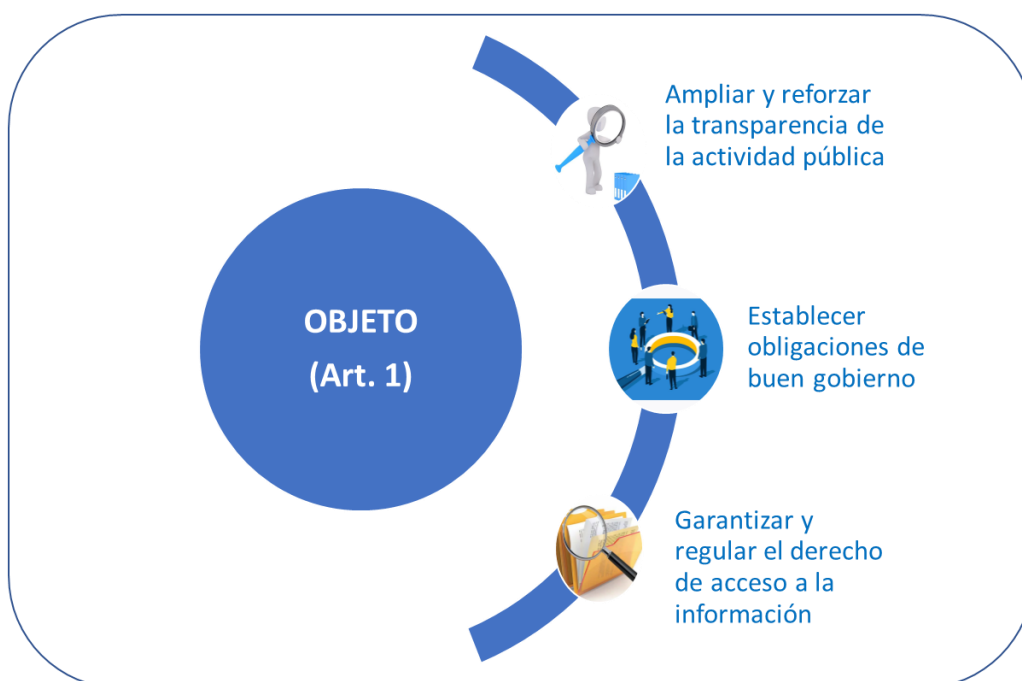 OBJETO
(Art. 1)
Ampliar y reforzar
la transparencia de
la actividad pública
Establecer
obligaciones de
buen gobierno
Garantizar y
regular el derecho
de acceso a la
información